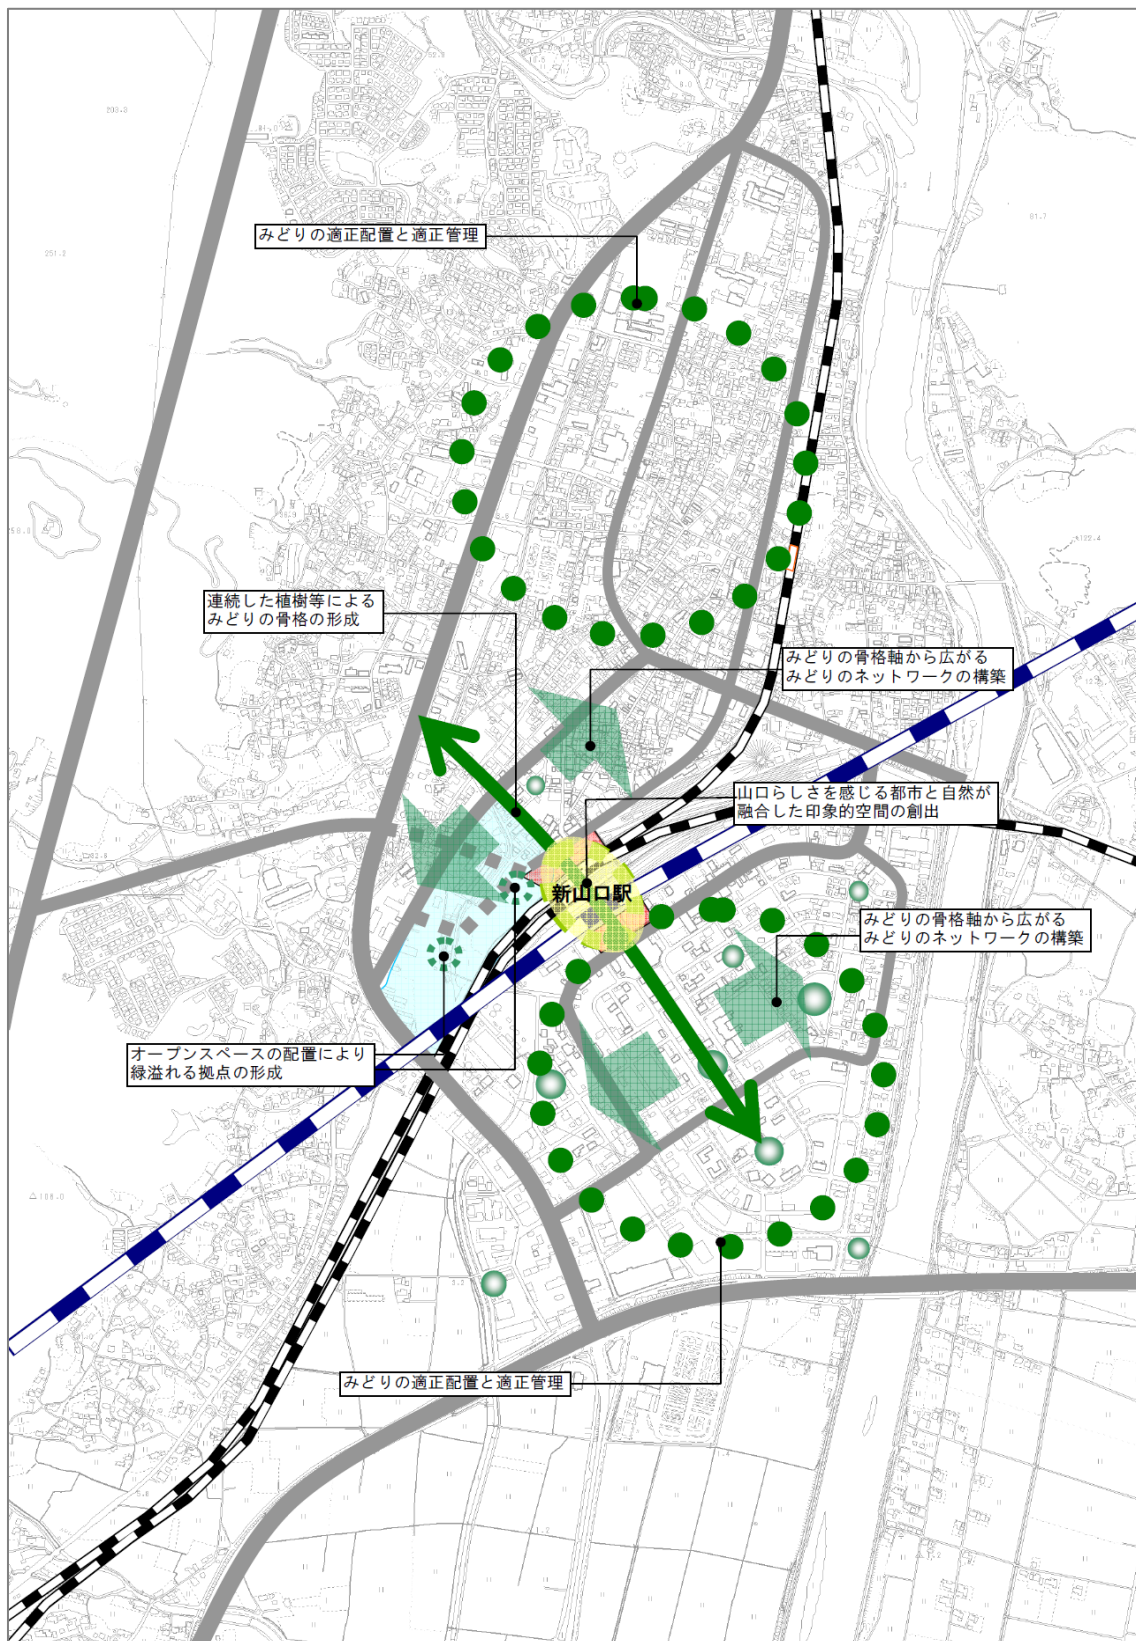 みどりの適正配置と適正管理
連続した植樹等による
みどりの骨格の形成
みどりの骨格軸から広がる
みどりのネットワークの構築
山口らしさを感じる都市と自然が
融合した印象的空間の創出
新山口駅
みどりの骨格軸から広がる
みどりのネットワークの構築
オープンスペースの配置により
緑溢れる拠点の形成
みどりの適正配置と適正管理